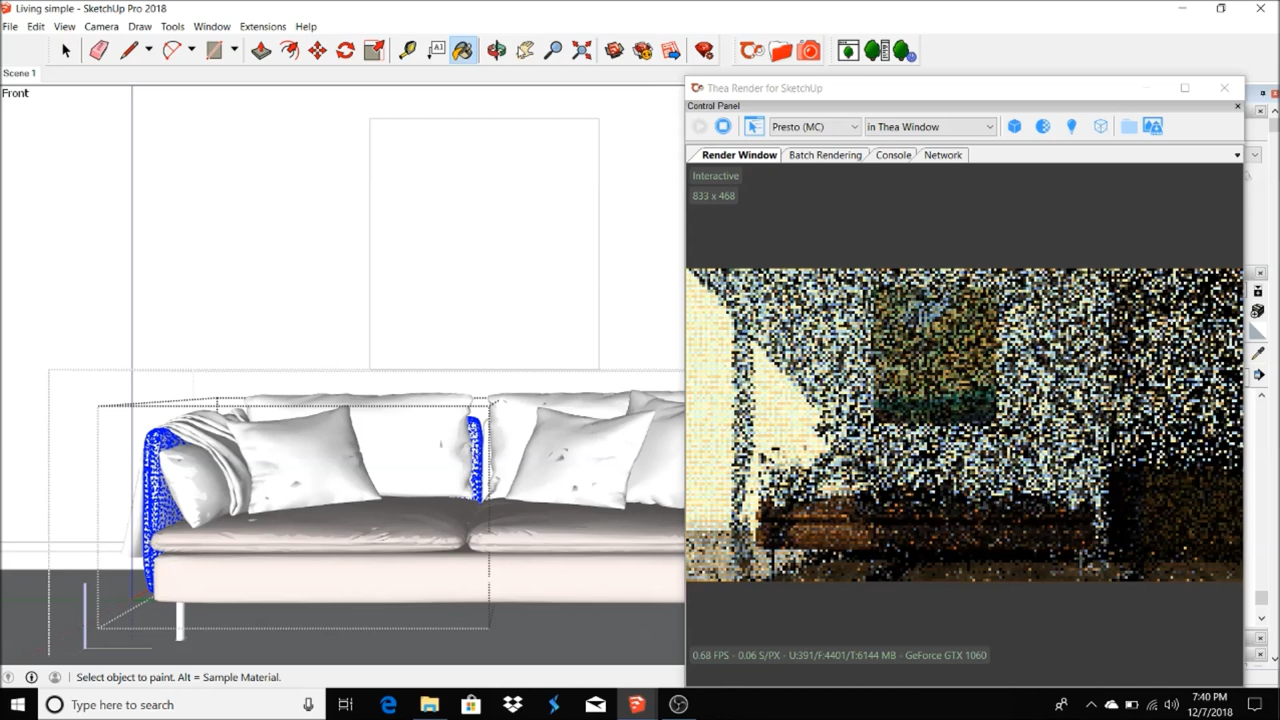 Living simple - SketchUp Pro 2018
File Edit View Camera Draw Tools Window Extensions Help
A1
Scene 1
Front
Thea Render for SketchUp
Control Panel
Presto (MC) in Thea Window
Render Window Batch Rendering Console Network
Interactive
833 x 468
0.68 FPS - 0.06 S/PX - U:391/F:4401/T:6144 MB - GeForce GTX 1060
Select object to paint. Alt = Sample Material.
Type here to search
7:40 PM
12/7/2018